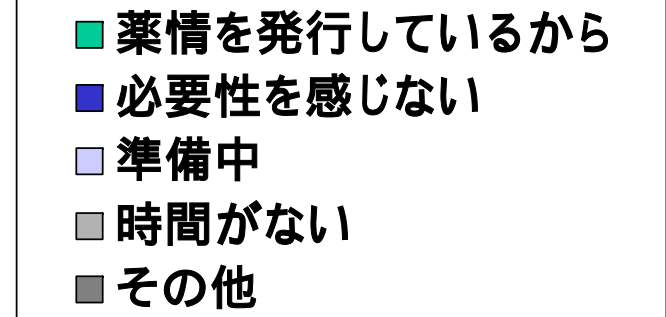 薬情を発行しているから
必要性を感じない
準備中
時間がない
その他